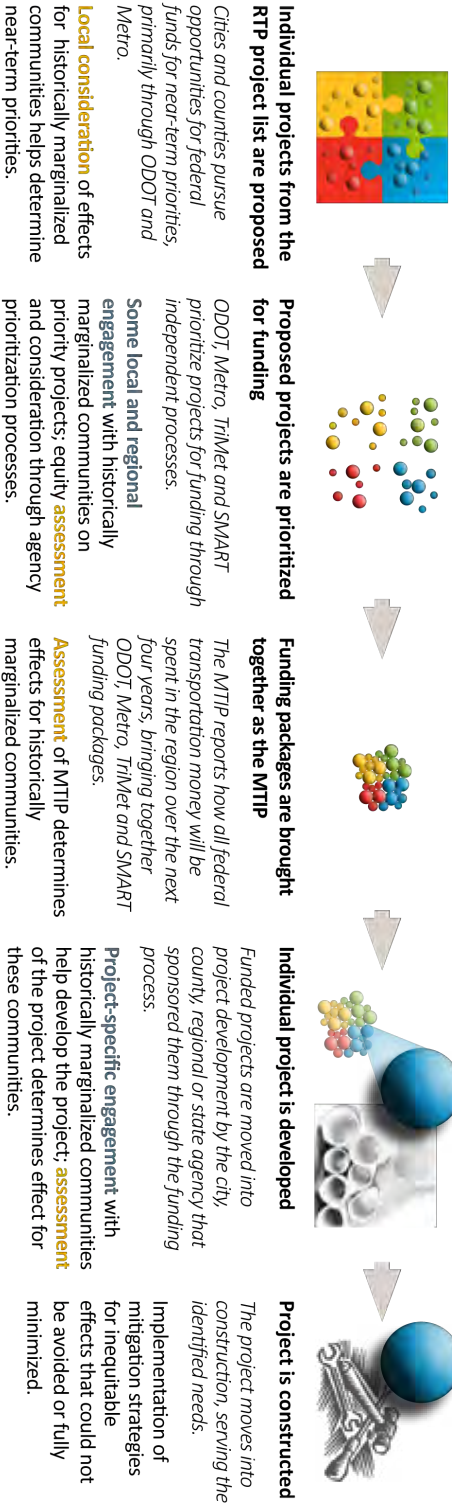 Individual projects from the
RTP project list are proposed
Cities and counties pursue
opportunities for federal
funds for near-term priorities,
primarily through ODOT and
Metro.
Local consideration of effects
for historically marginalized
communities helps determine
near-term priorities.
Proposed projects are prioritized
for funding
ODOT, Metro, TriMet and SMART
prioritize projects for funding through
independent processes.
Some local and regional
engagement with historically
marginalized communities on
priority projects; equity assessment
and consideration through agency
prioritization processes.
Funding packages are brought
together as the MTIP
The MTIP reports how all federal
transportation money will be
spent in the region over the next
four years, bringing together
ODOT, Metro, TriMet and SMART
funding packages.
Assessment of MTIP determines
effects for historically
marginalized communities.
Individual project is developed
Funded projects are moved into
project development by the city,
county, regional or state agency that
sponsored them through the funding
process.
Project-specific engagement with
historically marginalized communities
help develop the project; assessment
of the project determines effect for
these communities.
Project is constructed
The project moves into
construction, serving the
identified needs.
Implementation of
mitigation strategies
for inequitable
effects that could not
be avoided or fully
minimized.